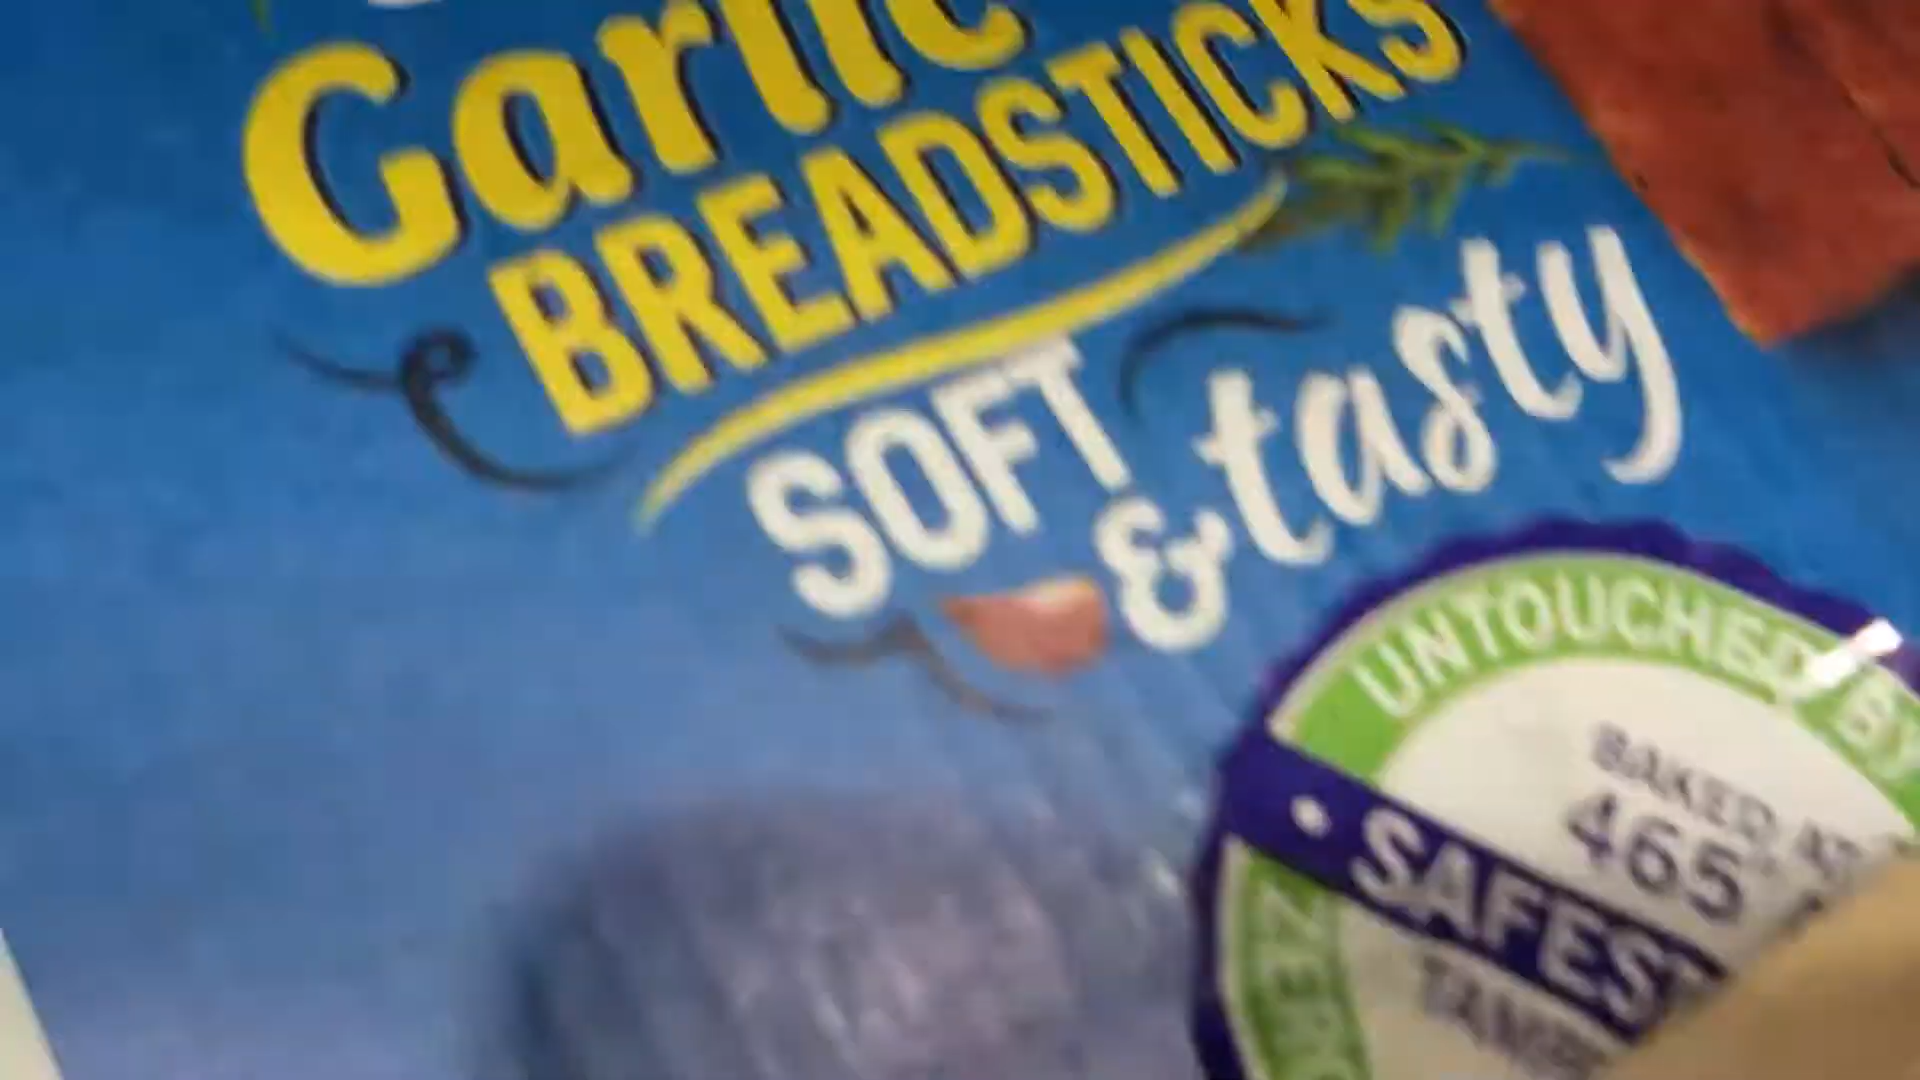 Garlic
BREADSTICKS
SOFT
& tasty
UNTOUCHED BY
BAKED AT
465°
• SAFEST